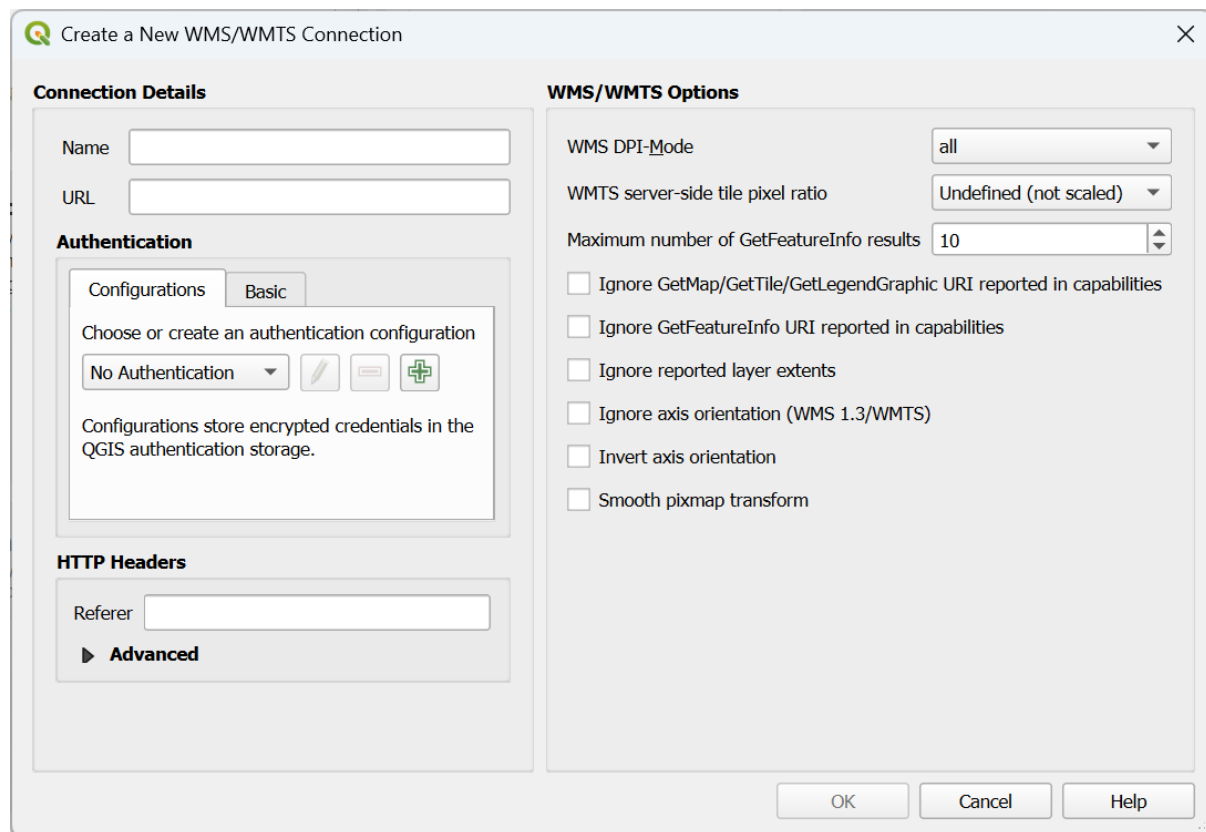 Create a New WMS/WMTS Connection
Connection Details
Name
URL
Authentication
Configurations
Basic
Choose or create an authentication configuration
No Authentication
Configurations store encrypted credentials in the
QGIS authentication storage.
HTTP Headers
Referer
Advanced
WMS/WMTS Options
WMS DPI-Mode
all
WMTS server-side tile pixel ratio
Undefined (not scaled)
Maximum number of GetFeatureInfo results
10
Ignore GetMap/GetTile/GetLegendGraphic URI reported in capabilities
Ignore GetFeatureInfo URI reported in capabilities
Ignore reported layer extents
Ignore axis orientation (WMS 1.3/WMTS)
Invert axis orientation
Smooth pixmap transform
OK
Cancel
Help